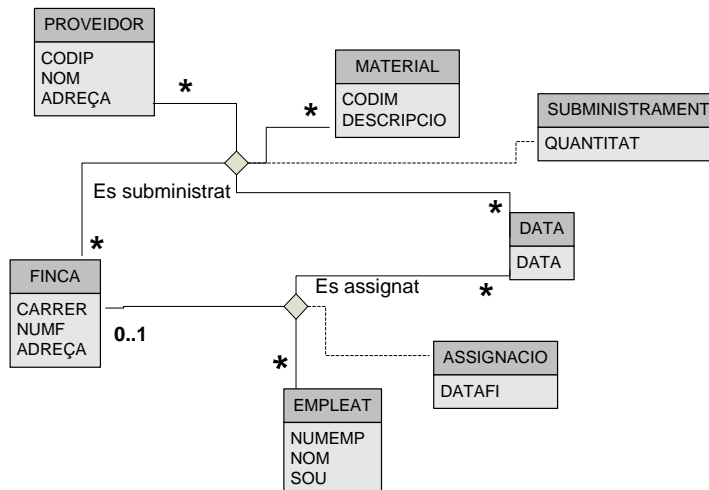 PROVEIDOR
CODIP
NOM
ADREÇA
*
MATERIAL
CODIM
DESCRIPCIO
*
SUBMINISTRAMENT
QUANTITAT
Es subministrat
*
*
DATA
DATA
FINCA
CARRER
NUMF
ADREÇA
Es assignat
*
0..1
*
ASSIGNACIO
DATAFI
EMPLEAT
NUMEMP
NOM
SOU